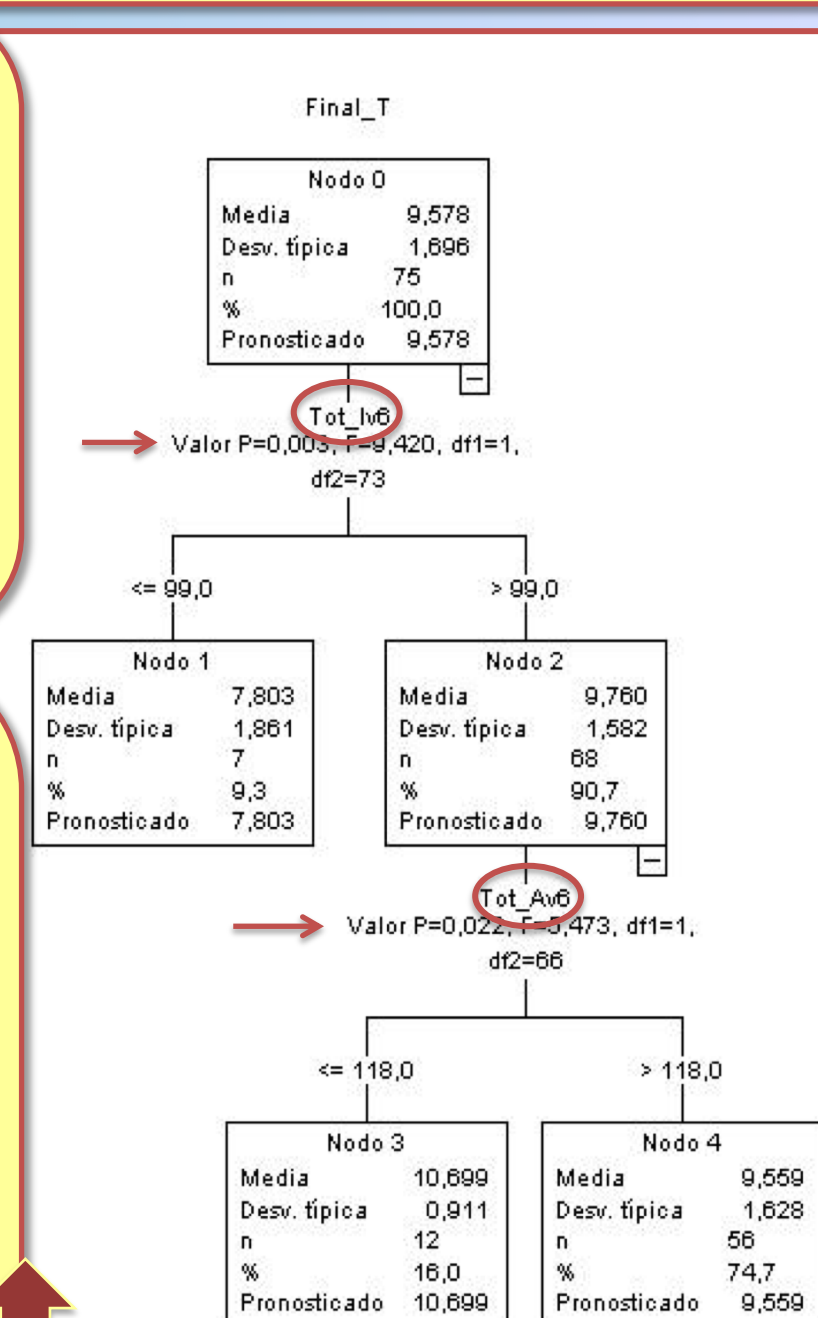 Final_T
Nodo 0
Media 9,578
Desv. típica 1,696
n 75
% 100,0
Pronosticado 9,578
Tot_Iv6
Valor P=0,003, F=9,420, df1=1,
df2=73
<= 99,0
> 99,0
Nodo 1
Media 7,803
Desv. típica 1,861
n 7
% 9,3
Pronosticado 7,803
Nodo 2
Media 9,760
Desv. típica 1,582
n 68
% 90,7
Pronosticado 9,760
Tot_Av6
Valor P=0,022, F=5,473, df1=1,
df2=66
<= 118,0
> 118,0
Nodo 3
Media 10,699
Desv. típica 0,911
n 12
% 16,0
Pronosticado 10,699
Nodo 4
Media 9,559
Desv. típica 1,628
n 56
% 74,7
Pronosticado 9,559